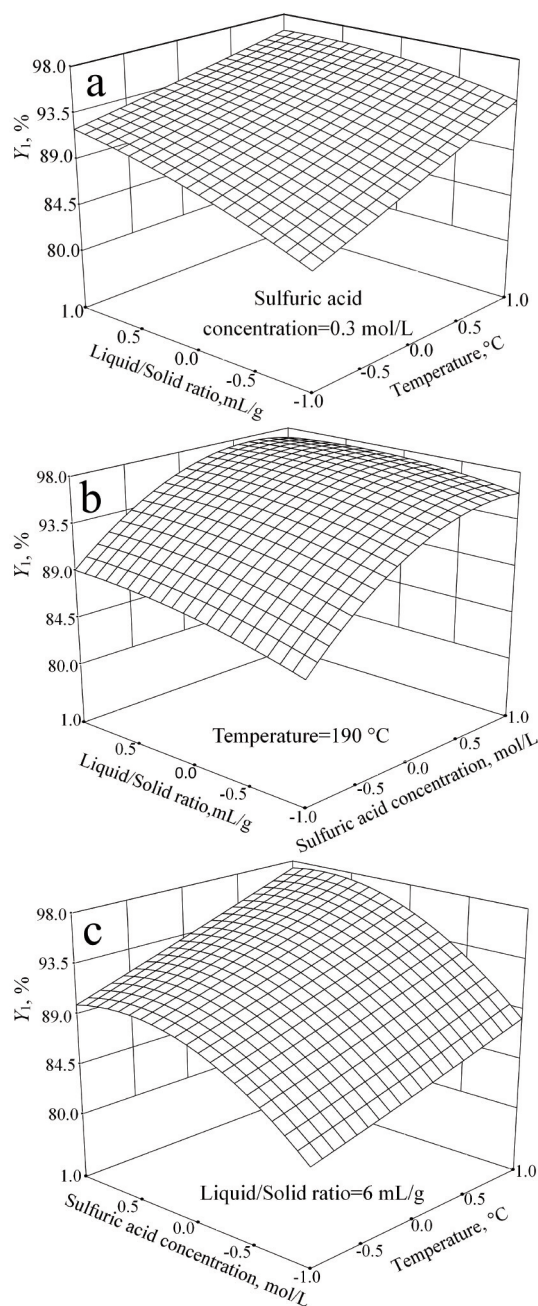 a
98.0
93.5
89.0
84.5
80.0
Y₁, %
1.0
0.5
0.0
-0.5
-1.0
Liquid/Solid ratio,mL/g
Sulfuric acid
concentration=0.3 mol/L
-0.5
0.0
0.5
1.0
Temperature,°C
b
98.0
93.5
89.0
84.5
80.0
Y₁, %
1.0
0.5
0.0
-0.5
-1.0
Liquid/Solid ratio,mL/g
Temperature=190 °C
-0.5
0.0
0.5
1.0
Sulfuric acid concentration, mol/L
c
98.0
93.5
89.0
84.5
80.0
Y₁, %
1.0
0.5
0.0
-0.5
-1.0
Sulfuric acid concentration, mol/L
Liquid/Solid ratio=6 mL/g
-0.5
0.0
0.5
1.0
Temperature,°C